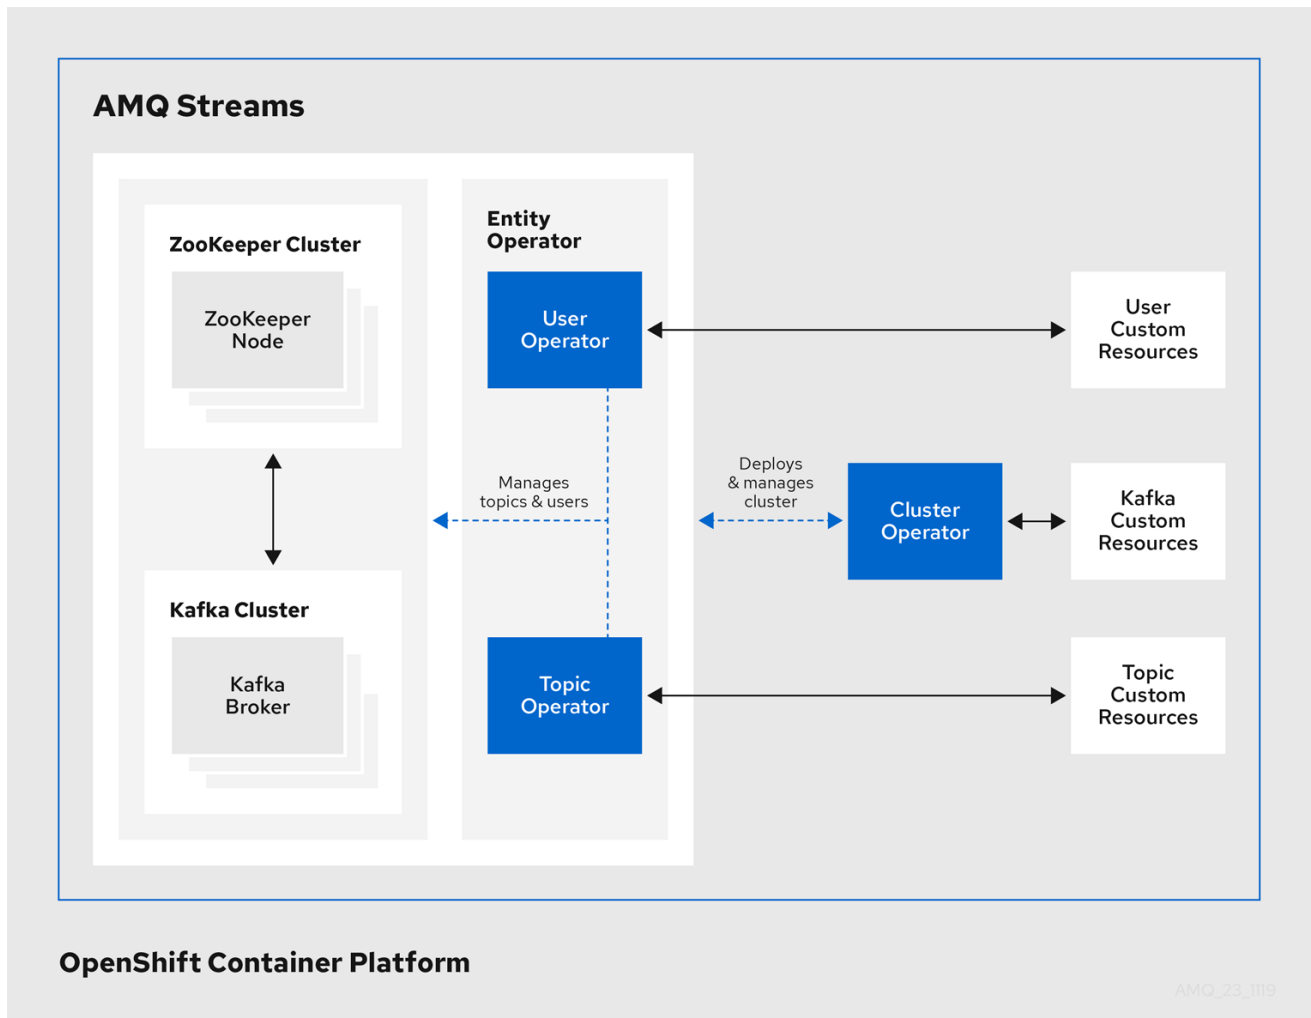 AMQ Streams
ZooKeeper Cluster
ZooKeeper
Node
Kafka Cluster
Kafka
Broker
Entity
Operator
User
Operator
Manages
topics & users
Topic
Operator
Deploys
& manages
cluster
Cluster
Operator
User
Custom
Resources
Kafka
Custom
Resources
Topic
Custom
Resources
OpenShift Container Platform
AMQ_23_1119